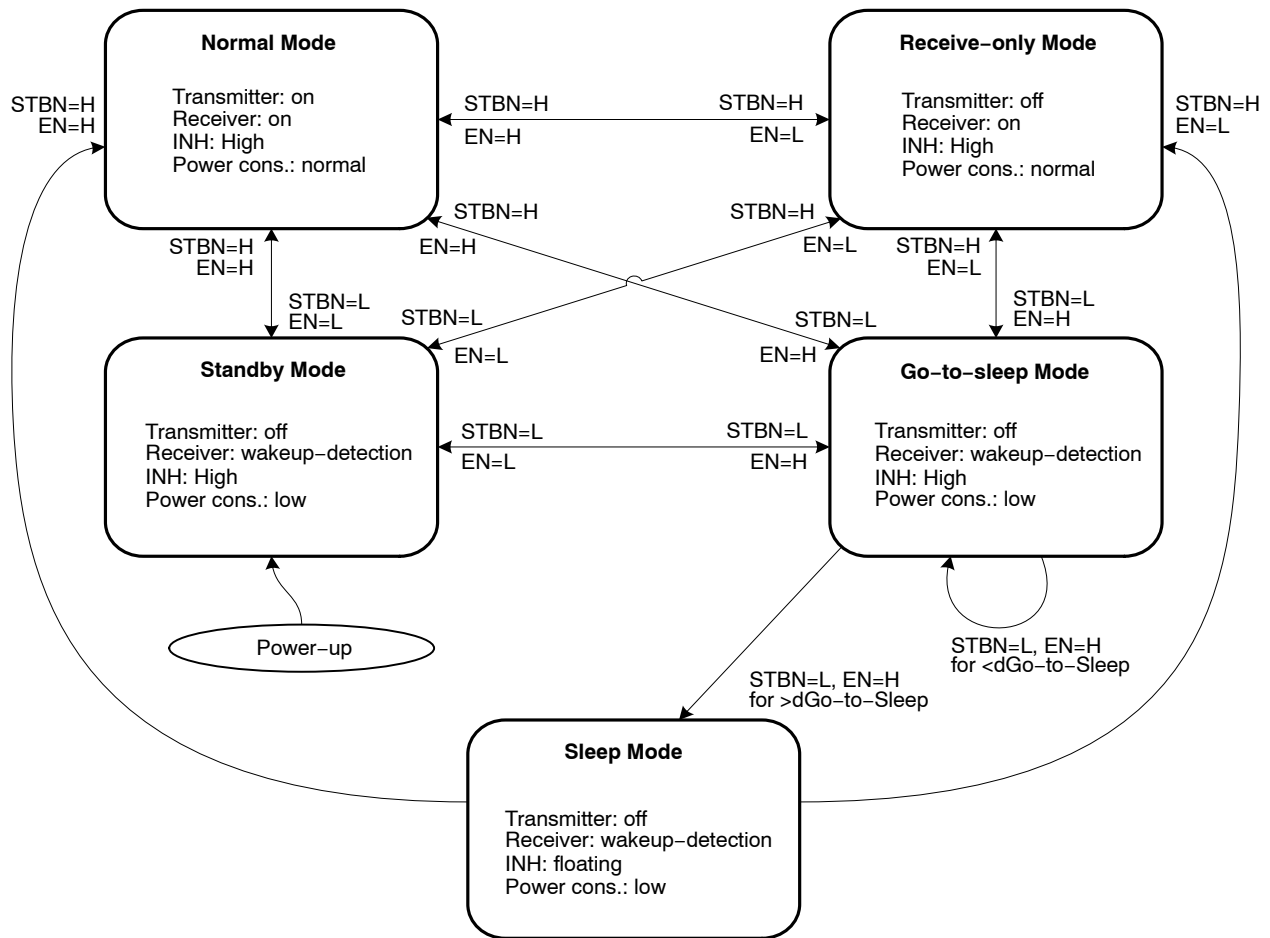 Normal Mode
Transmitter: on
Receiver: on
INH: High
Power cons.: normal
Receive−only Mode
Transmitter: off
Receiver: on
INH: High
Power cons.: normal
STBN=H
EN=H
STBN=H
EN=H
STBN=H
EN=L
STBN=H
EN=L
STBN=H
EN=H
STBN=H
EN=L
STBN=H
EN=H
STBN=L
EN=L
STBN=H
EN=L
STBN=L
EN=H
STBN=L
EN=L
STBN=L
EN=H
Standby Mode
Transmitter: off
Receiver: wakeup−detection
INH: High
Power cons.: low
STBN=L
EN=L
STBN=L
EN=H
Go−to−sleep Mode
Transmitter: off
Receiver: wakeup−detection
INH: High
Power cons.: low
Power−up
STBN=L, EN=H
for <dGo−to−Sleep
STBN=L, EN=H
for >dGo−to−Sleep
Sleep Mode
Transmitter: off
Receiver: wakeup−detection
INH: floating
Power cons.: low